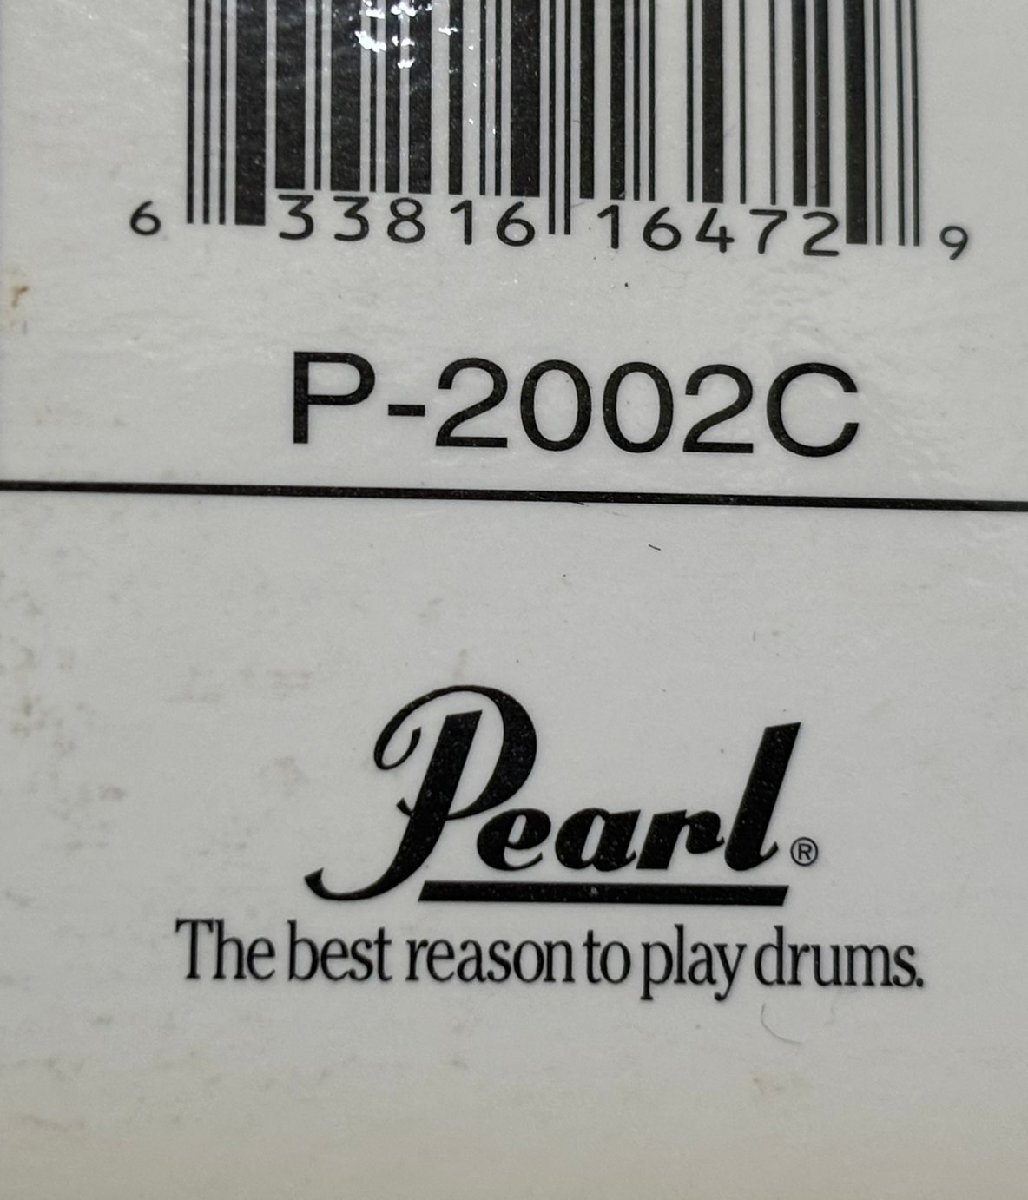 6 33816 16472 9
P-2002C
Pearl®
The best reason to play drums.